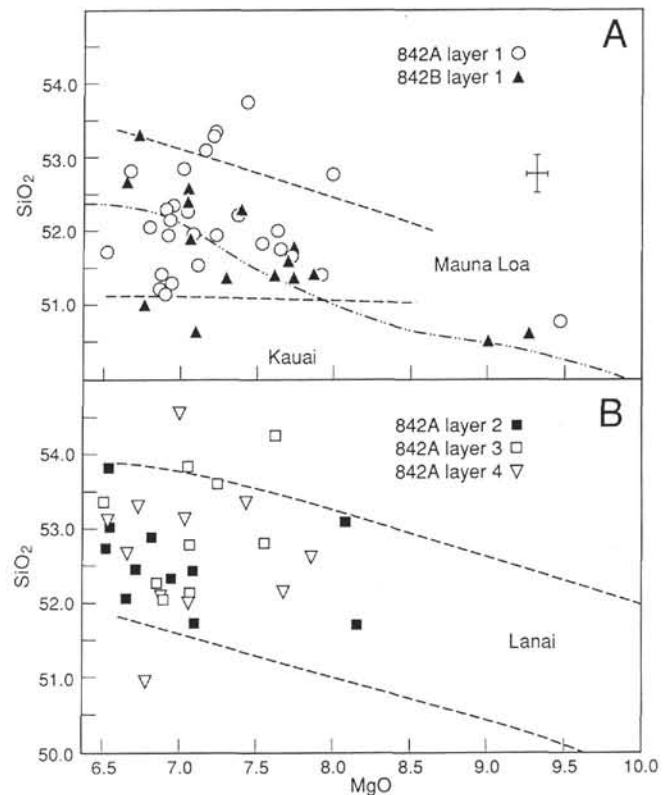 A
842A layer 1
842B layer 1
54.0
53.0
SiO₂
52.0
Mauna Loa
51.0
Kauai
B
842A layer 2
842A layer 3
842A layer 4
54.0
53.0
SiO₂
52.0
Lanai
51.0
50.0
6.5 7.0 7.5 8.0 8.5 9.0 9.5 10.0
MgO